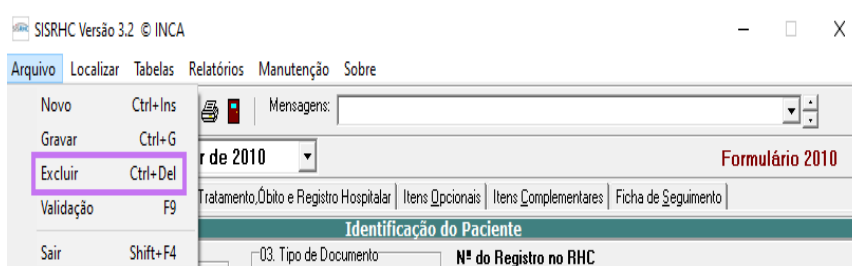 SISRHC Versão 3.2 © INCA
Arquivo Localizar Tabelas Relatórios Manutenção Sobre
Novo Ctrl+Ins
Mensagens:
Gravar Ctrl+G
r de 2010
Formulário 2010
Excluir Ctrl+Del
Tratamento,Óbito e Registro Hospitalar Itens Opcionais Itens Complementares Ficha de Seguimento
Validação F9
Identificação do Paciente
Sair Shift+F4
03. Tipo de Documento
Nº do Registro no RHC